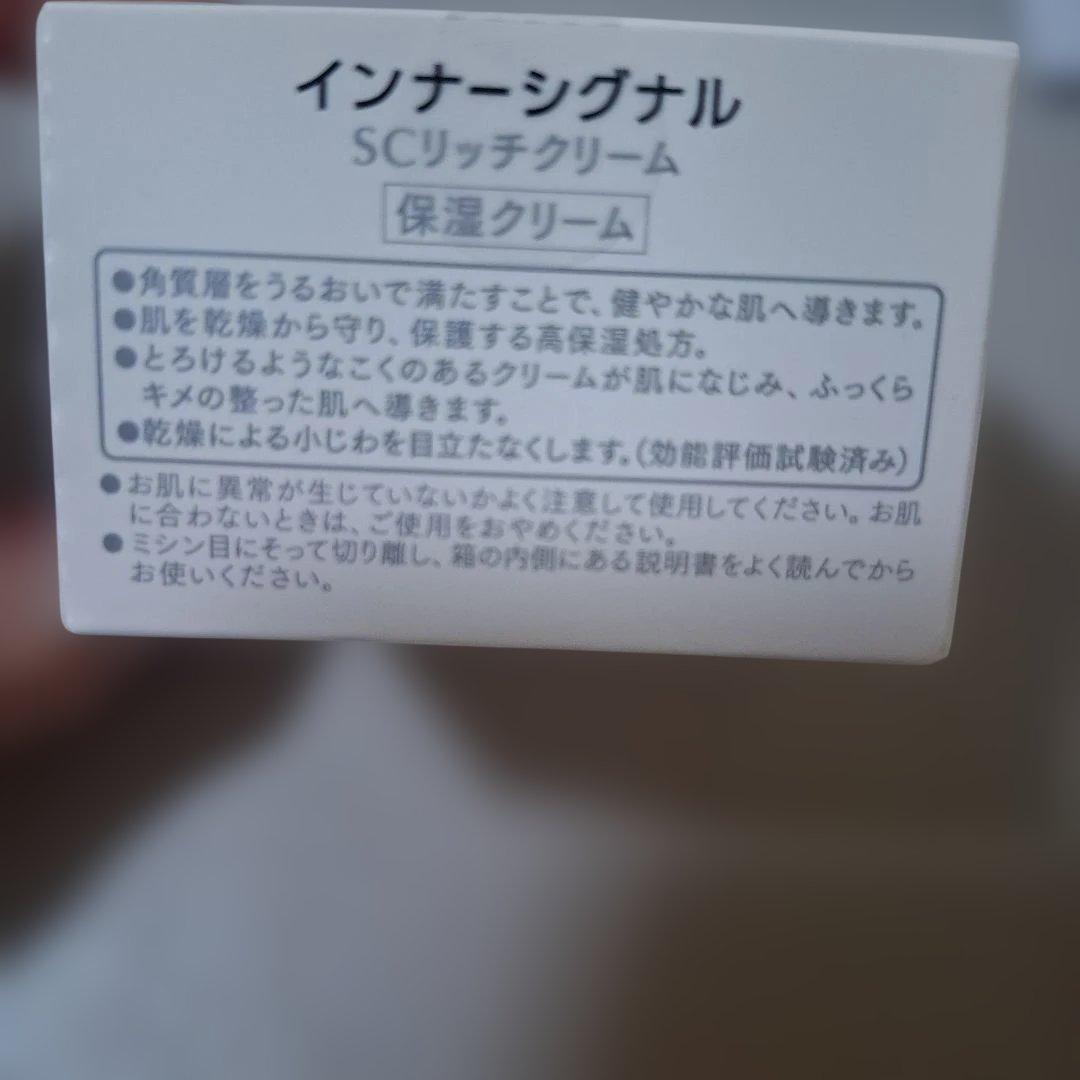 インナーシグナル
SCリッチクリーム
保湿クリーム
●角質層をうるおいで満たすことで、健やかな肌へ導きます。
●肌を乾燥から守り、保護する高保湿処方。
●とろけるようなこくのあるクリームが肌になじみ、ふっくら
キメの整った肌へ導きます。
●乾燥による小じわを目立たなくします。(効能評価試験済み)
●お肌に異常が生じていないかよく注意して使用してください。お肌
に合わないときは、ご使用をおやめください。
●ミシン目にそって切り離し、箱の内側にある説明書をよく読んでから
お使いください。